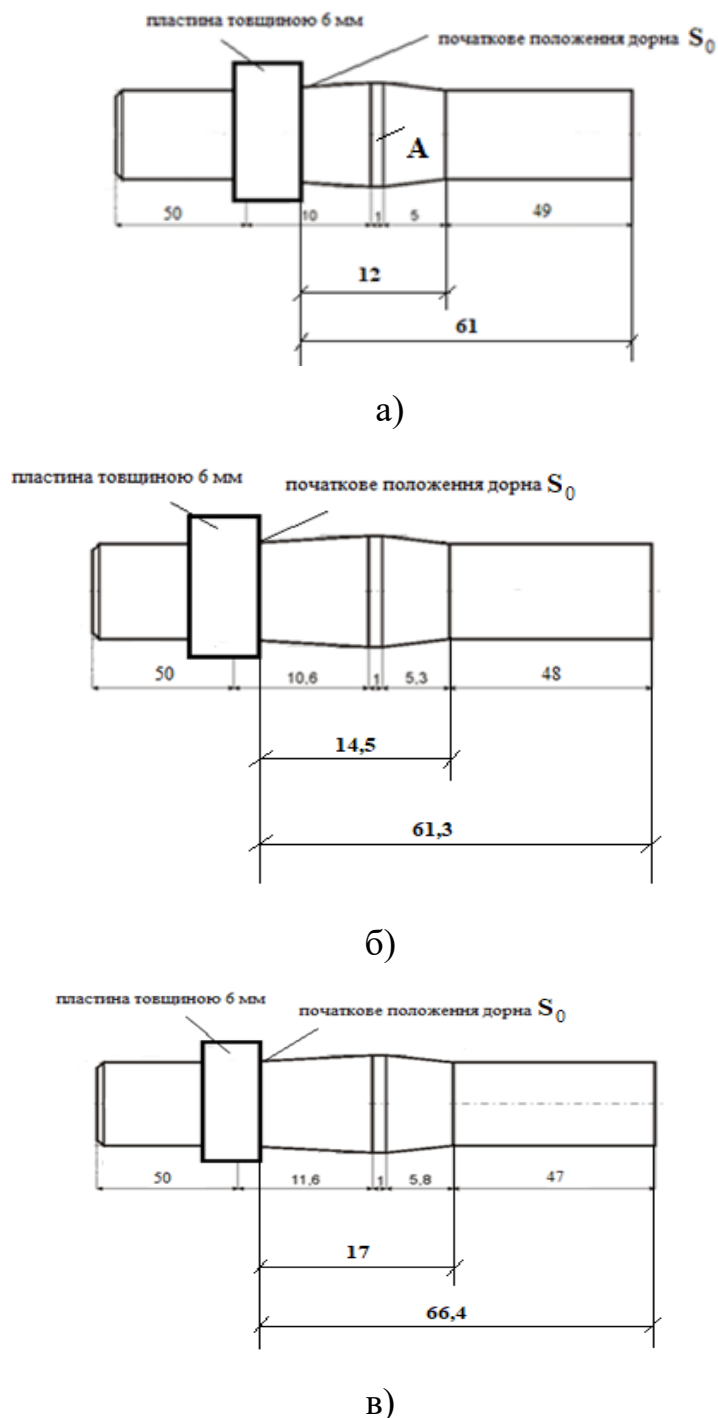 пластина товщиною 6 мм
початкове положення дорна S₀
A
50 10 1 5 49
12
61
а)
пластина товщиною 6 мм
початкове положення дорна S₀
50 10,6 1 5,3 48
14,5
61,3
б)
пластина товщиною 6 мм
початкове положення дорна S₀
50 11,6 1 5,8 47
17
66,4
в)